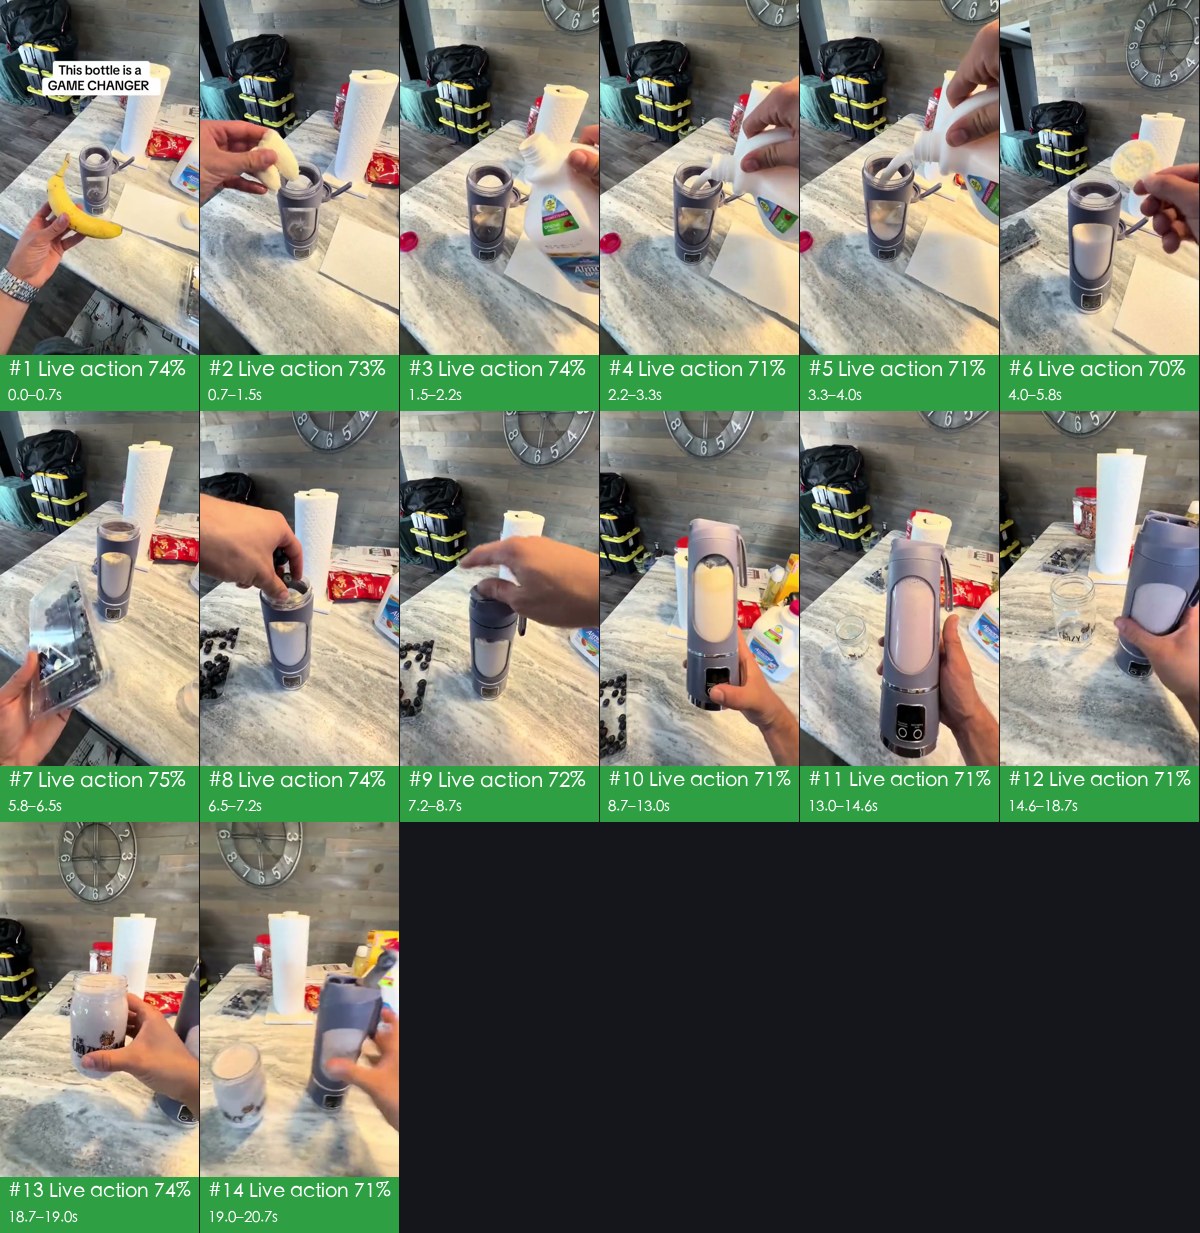 This bottle is a
GAME CHANGER
#1 Live action 74%
0.0–0.7s
#2 Live action 73%
0.7–1.5s
#3 Live action 74%
1.5–2.2s
#4 Live action 71%
2.2–3.3s
#5 Live action 71%
3.3–4.0s
#6 Live action 70%
4.0–5.8s
#7 Live action 75%
5.8–6.5s
#8 Live action 74%
6.5–7.2s
#9 Live action 72%
7.2–8.7s
#10 Live action 71%
8.7–13.0s
#11 Live action 71%
13.0–14.6s
#12 Live action 71%
14.6–18.7s
#13 Live action 74%
18.7–19.0s
#14 Live action 71%
19.0–20.7s